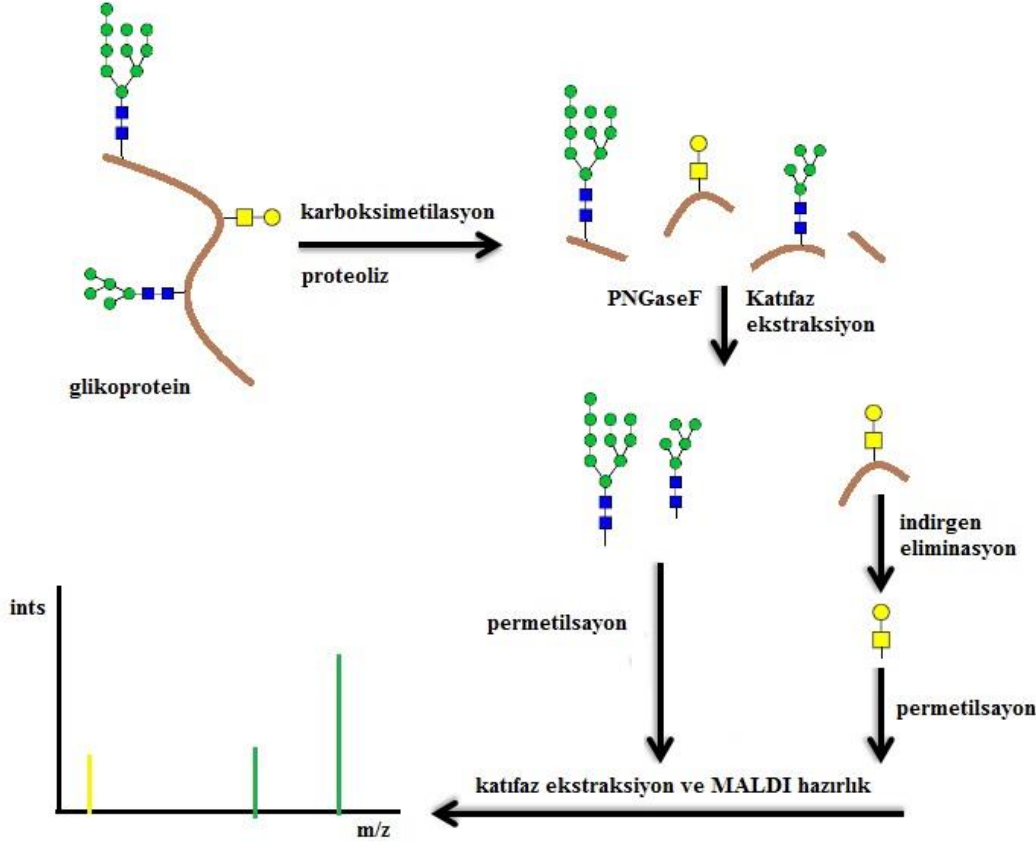 karboksimetilasyon
proteoliz
glikoprotein
PNGaseF
Katıfaz
ekstraksiyon
indirgen
eliminasyon
permetilsayon
permetilsayon
katıfaz ekstraksiyon ve MALDI hazırlık
ints
m/z